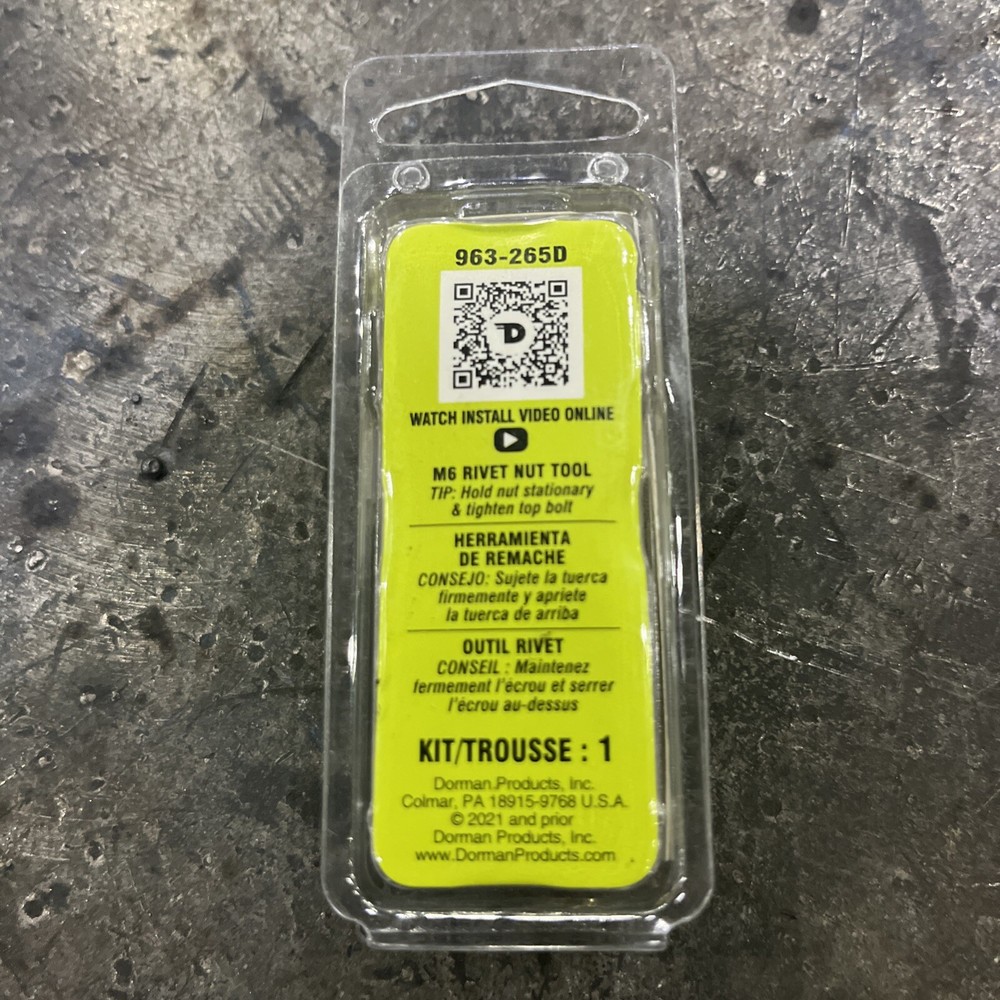 963-265D
D
WATCH INSTALL VIDEO ONLINE
M6 RIVET NUT TOOL
TIP: Hold nut stationary
& tighten top bolt
HERRAMIENTA
DE REMACHE
CONSEJO: Sujete la tuerca
firmemente y apriete
la tuerca de arriba
OUTIL RIVET
CONSEIL : Maintenez
fermement l'écrou et serrer
l'écrou au-dessus
KIT/TROUSSE : 1
Dorman Products, Inc.
Colmar, PA 18915-9768 U.S.A.
© 2021 and prior
Dorman Products, Inc.
www.DormanProducts.com